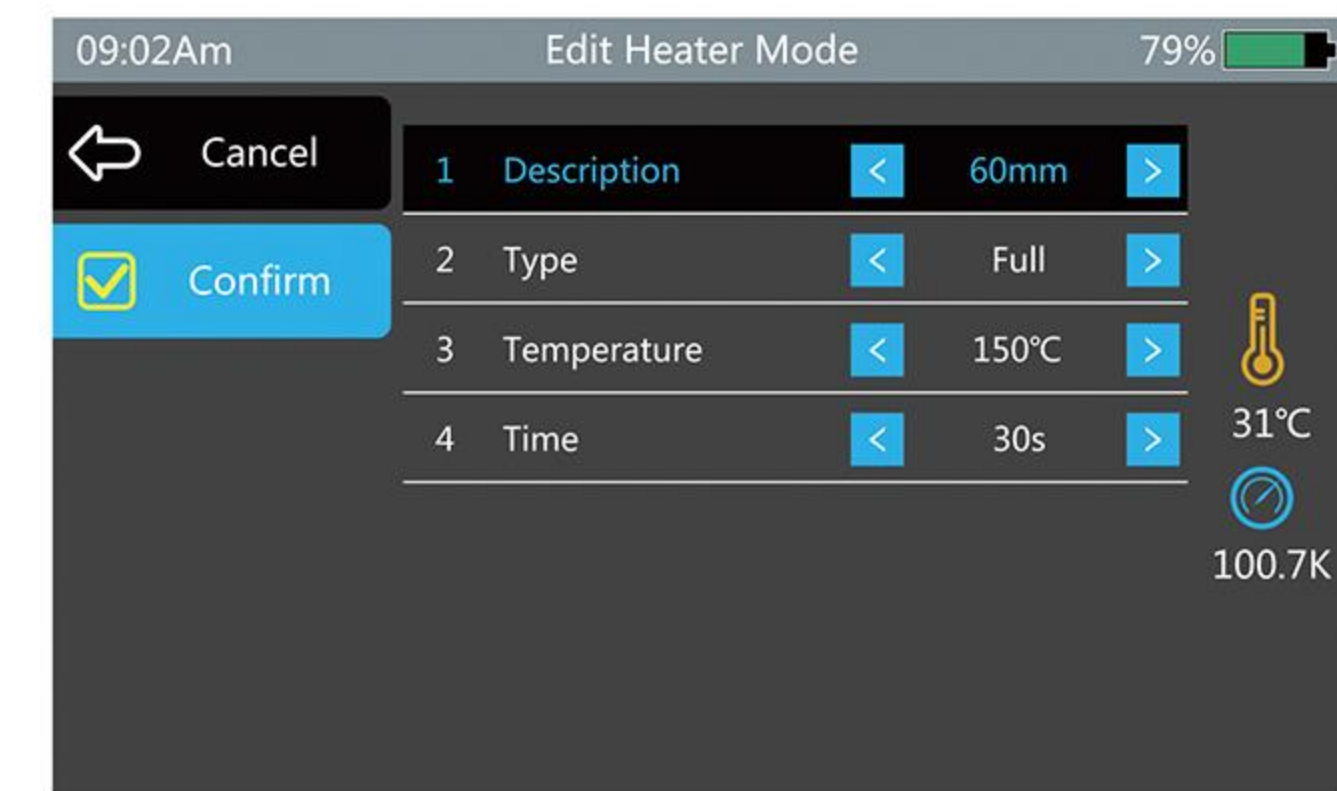 09:02Am Edit Heater Mode 79%
Cancel
Confirm
1 Description < 60mm >
2 Type < Full >
3 Temperature < 150℃ >
4 Time < 30s >
31℃
100.7K